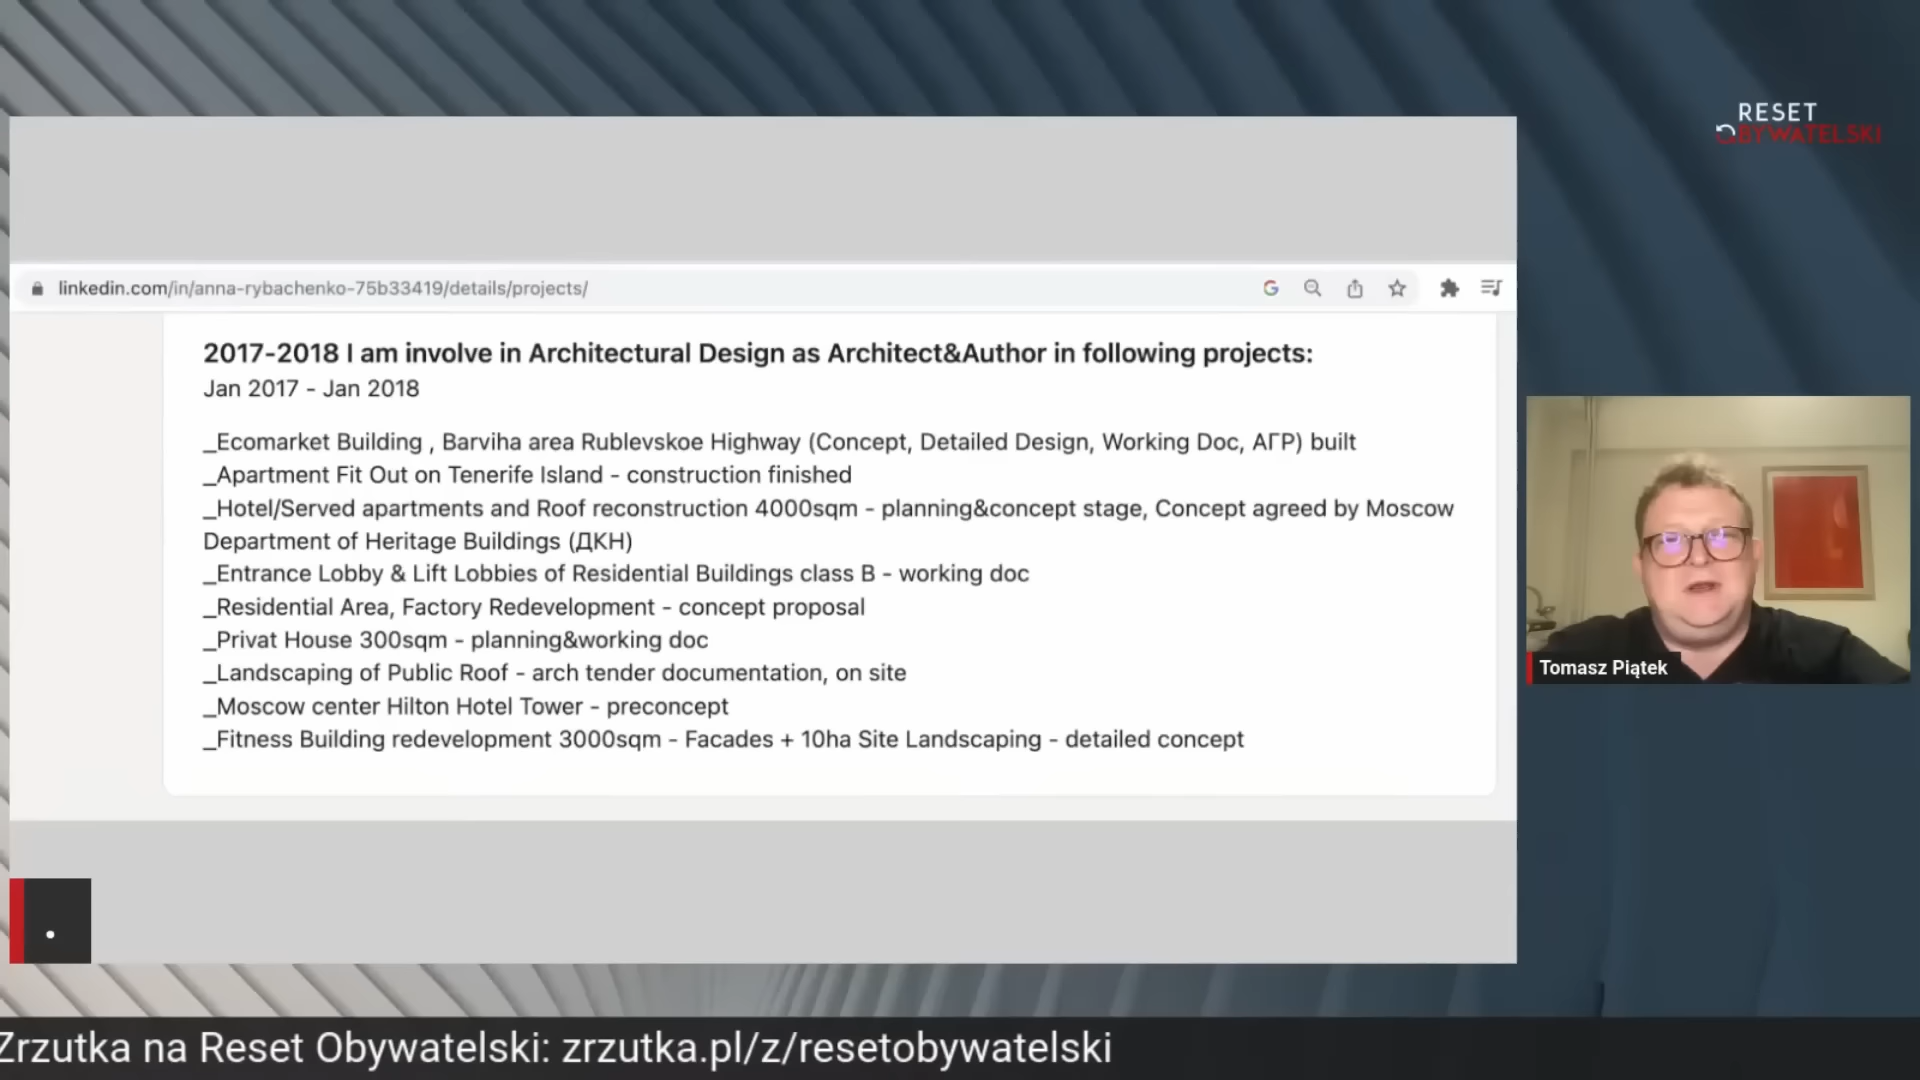 RESET
OBYWATELSKI
linkedin.com/in/anna-rybachenko-75b33419/details/projects/
2017-2018 I am involve in Architectural Design as Architect&Author in following projects:
Jan 2017 - Jan 2018
_Ecomarket Building , Barviha area Rublevskoe Highway (Concept, Detailed Design, Working Doc, АГР) built
_Apartment Fit Out on Tenerife Island - construction finished
_Hotel/Served apartments and Roof reconstruction 4000sqm - planning&concept stage, Concept agreed by Moscow
Department of Heritage Buildings (ДКН)
_Entrance Lobby & Lift Lobbies of Residential Buildings class B - working doc
_Residential Area, Factory Redevelopment - concept proposal
_Privat House 300sqm - planning&working doc
_Landscaping of Public Roof - arch tender documentation, on site
_Moscow center Hilton Hotel Tower - preconcept
_Fitness Building redevelopment 3000sqm - Facades + 10ha Site Landscaping - detailed concept
Tomasz Piątek
.
Zrzutka na Reset Obywatelski: zrzutka.pl/z/resetobywatelski